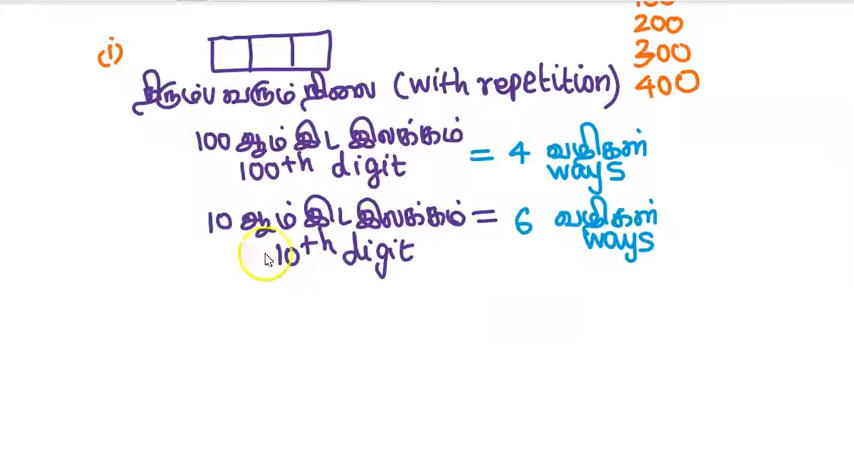 200
300
400
(i)
திரும்ப வரும் நிலை (with repetition)
100 ஆம் இட இலக்கம் = 4 வழிகள்
100th digit ways
10 ஆம் இட இலக்கம் = 6 வழிகள்
10th digit ways